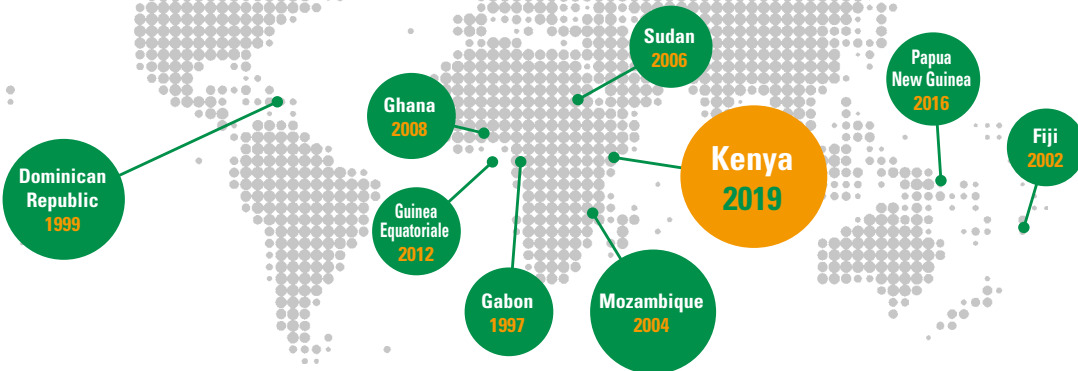 Sudan
2006
Papua
New Guinea
2016
Ghana
2008
Fiji
2002
Kenya
2019
Dominican
Republic
1999
Guinea
Equatoriale
2012
Gabon
1997
Mozambique
2004